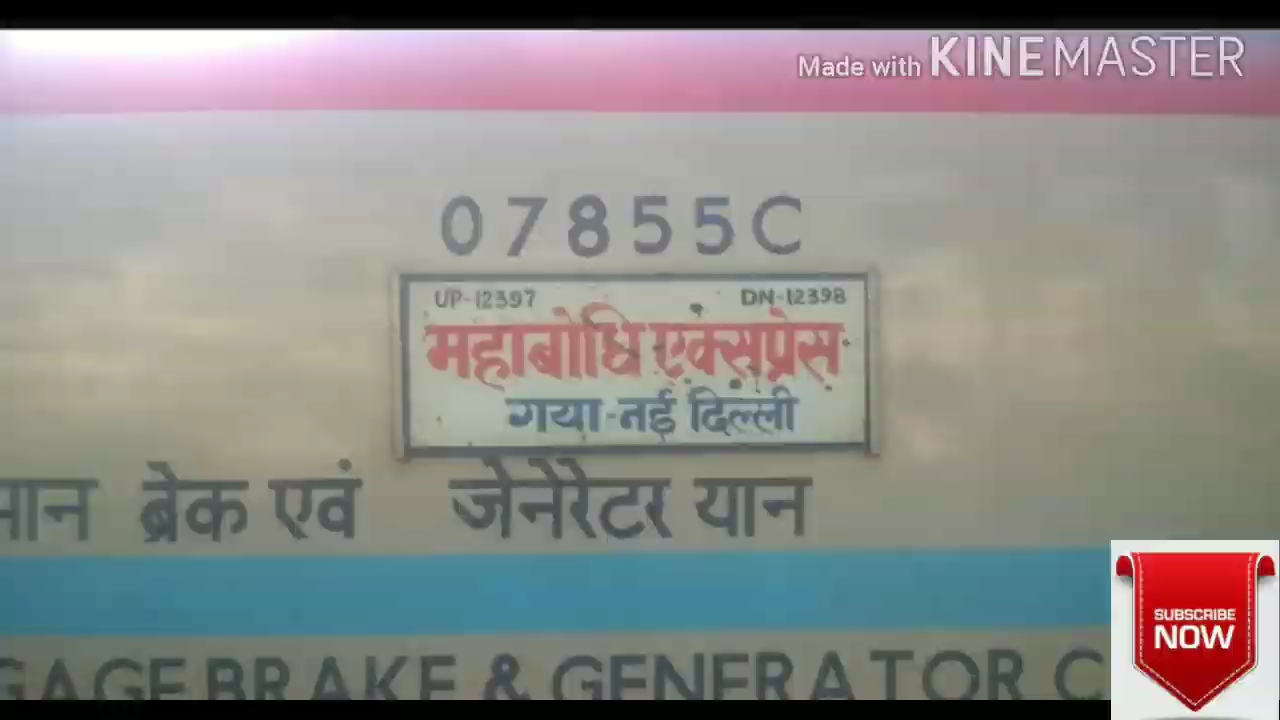 Made with KINEMASTER
07855C
UP-12397 DN-12398
महाबोधि एक्सप्रेस
गया-नई दिल्ली
मान ब्रेक एवं जेनेरेटर यान
GAGE BRAKE & GENERATOR C
SUBSCRIBE
NOW